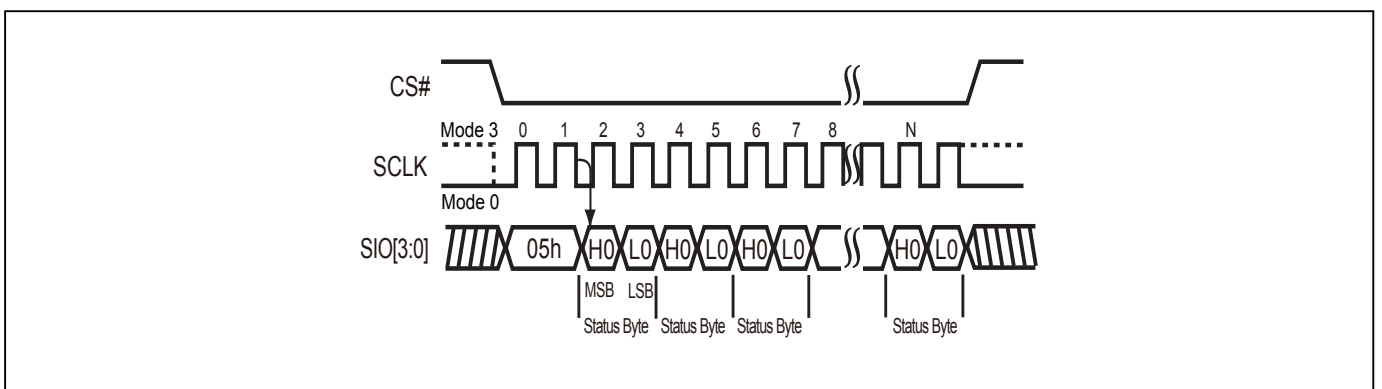 CS#
Mode 3 0 1 2 3 4 5 6 7 8 N
SCLK
Mode 0
SIO[3:0] 05h H0 L0 H0 L0 H0 L0 H0 L0
MSB LSB
Status Byte Status Byte Status Byte Status Byte